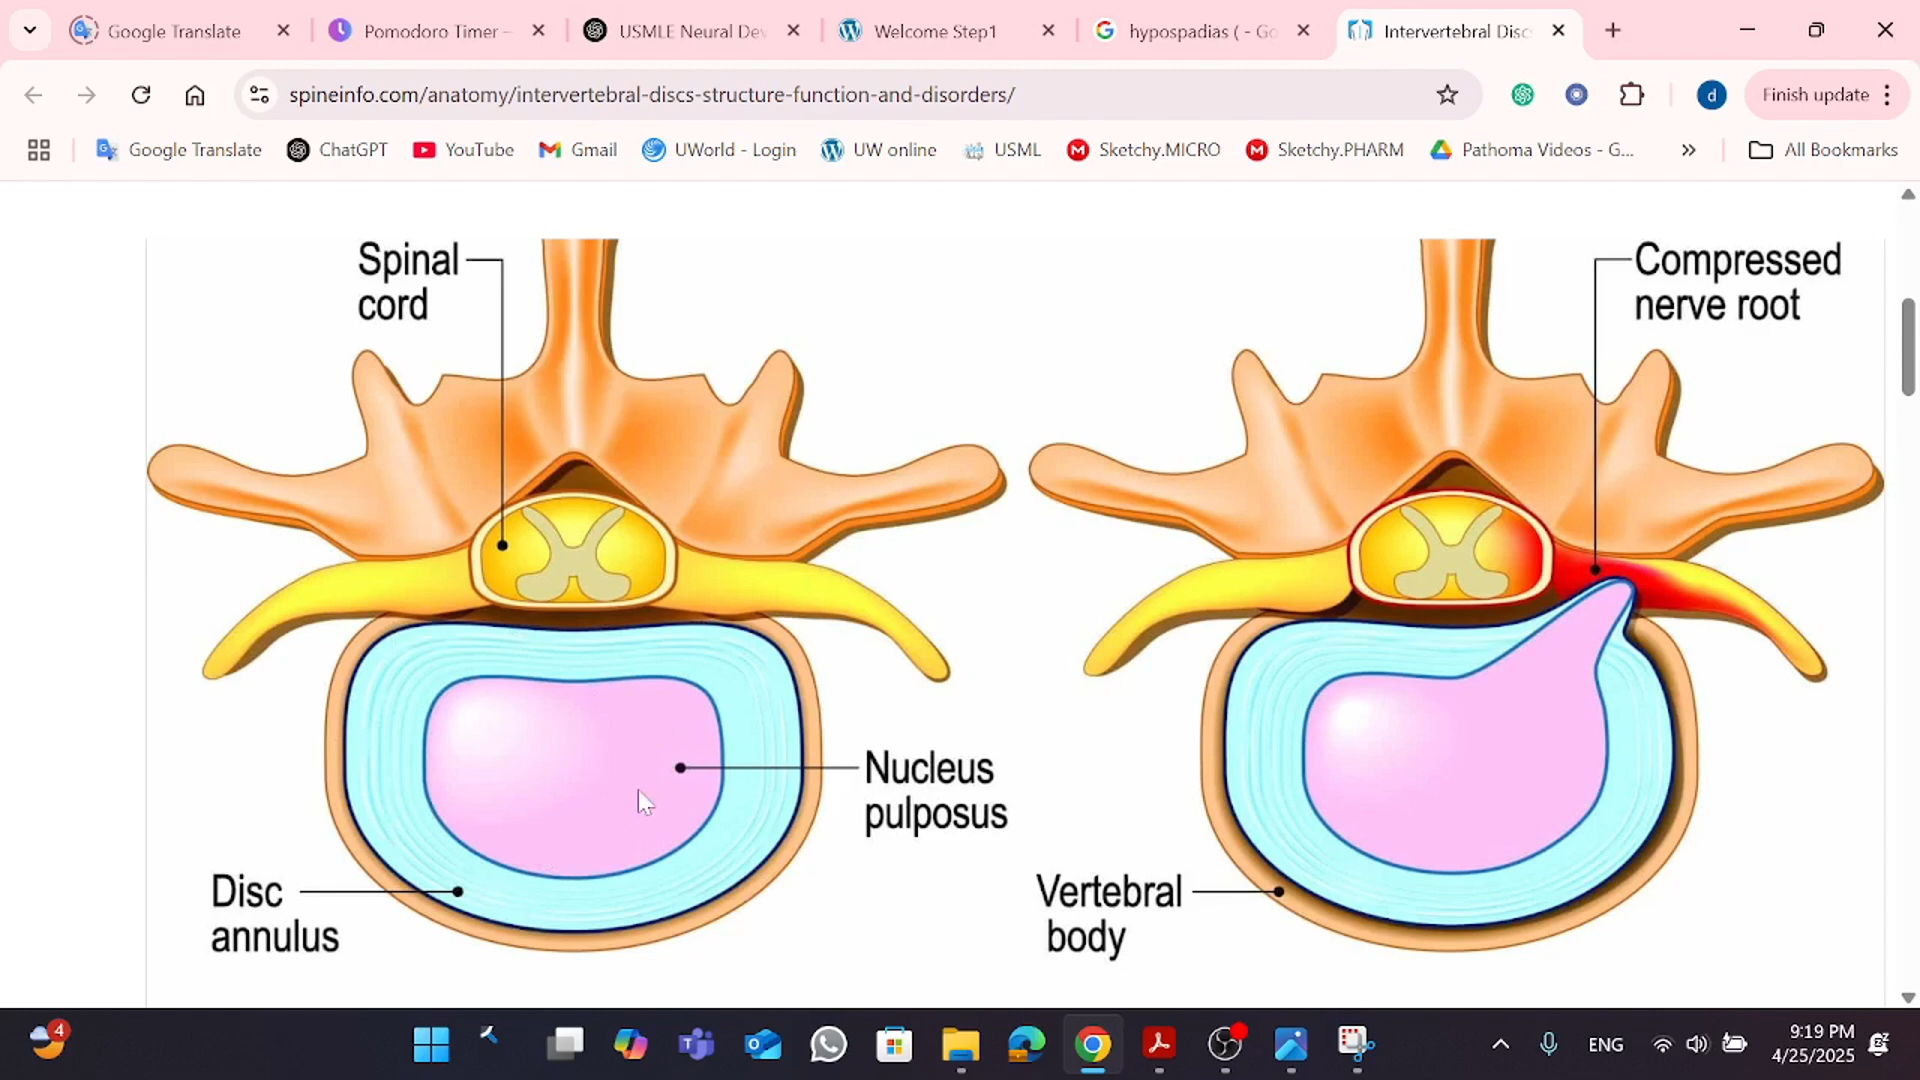 Google Translate
Pomodoro Timer –
USMLE Neural Dev
Welcome Step1
hypospadias ( - Go
Intervertebral Disc
spineinfo.com/anatomy/intervertebral-discs-structure-function-and-disorders/
d
Finish update
Google Translate
ChatGPT
YouTube
Gmail
UWorld - Login
UW online
USML
Sketchy.MICRO
Sketchy.PHARM
Pathoma Videos - G...
All Bookmarks
Spinal
cord
Compressed
nerve root
Nucleus
pulposus
Disc
annulus
Vertebral
body
4
ENG
9:19 PM
4/25/2025